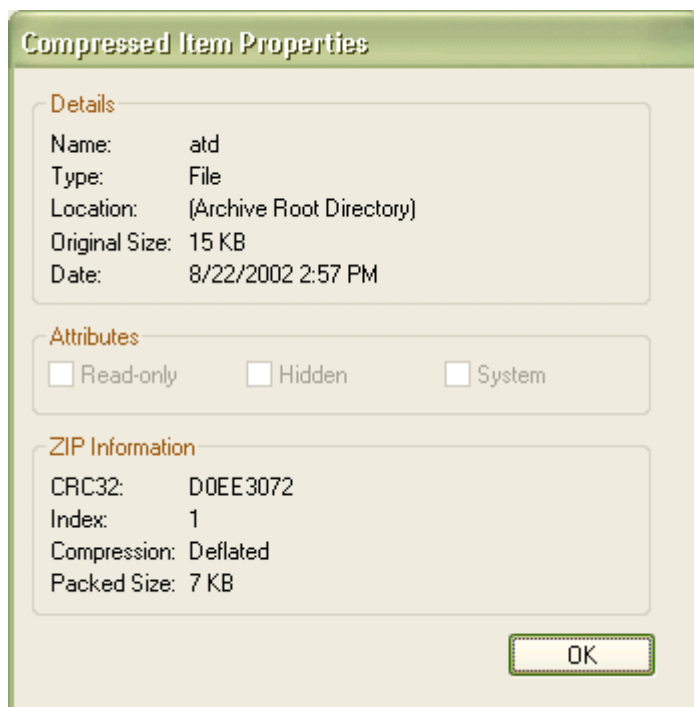 Compressed Item Properties
Details
Name: atd
Type: File
Location: (Archive Root Directory)
Original Size: 15 KB
Date: 8/22/2002 2:57 PM
Attributes
Read-only Hidden System
ZIP Information
CRC32: D0EE3072
Index: 1
Compression: Deflated
Packed Size: 7 KB
OK